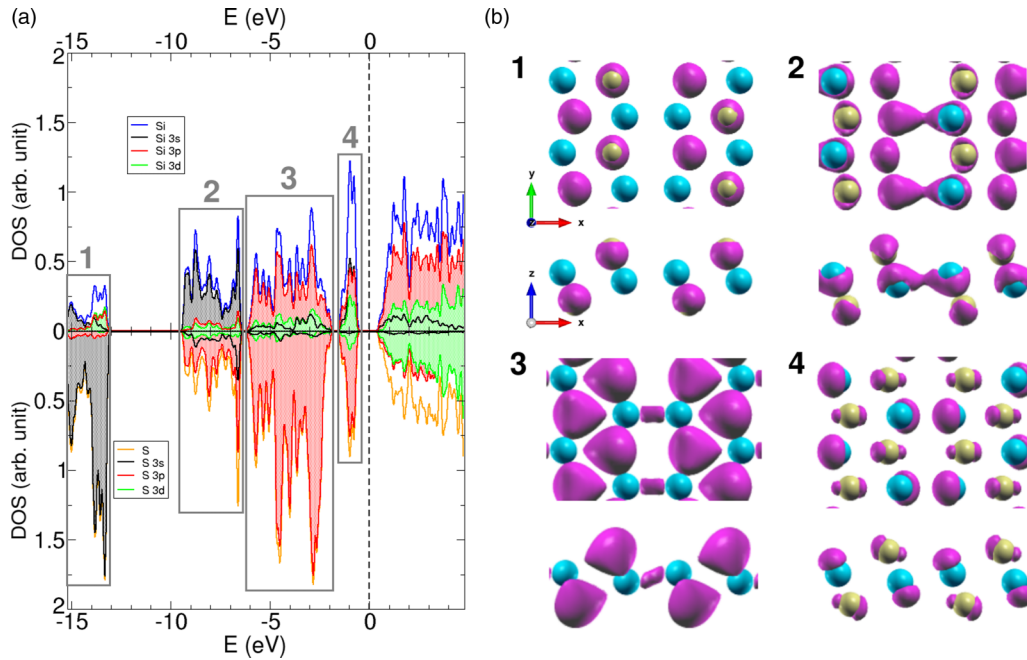 (a)
E (eV)
-15 -10 -5 0
2
1.5
1
0.5
0
0.5
1
1.5
2
DOS (arb. unit)
DOS (arb. unit)
Si
Si 3s
Si 3p
Si 3d
S
S 3s
S 3p
S 3d
1
2
3
4
-15 -10 -5 0
E (eV)
(b)
1
y
z x
z
x
2
3
4